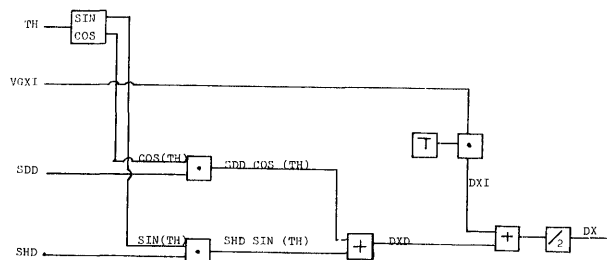 TH
SIN
COS
VGXI
T
DXI
COS(TH)
SDD COS (TH)
SDD
SIN(TH)
SHD SIN (TH)
SHD
+
DXD
+
/2
DX